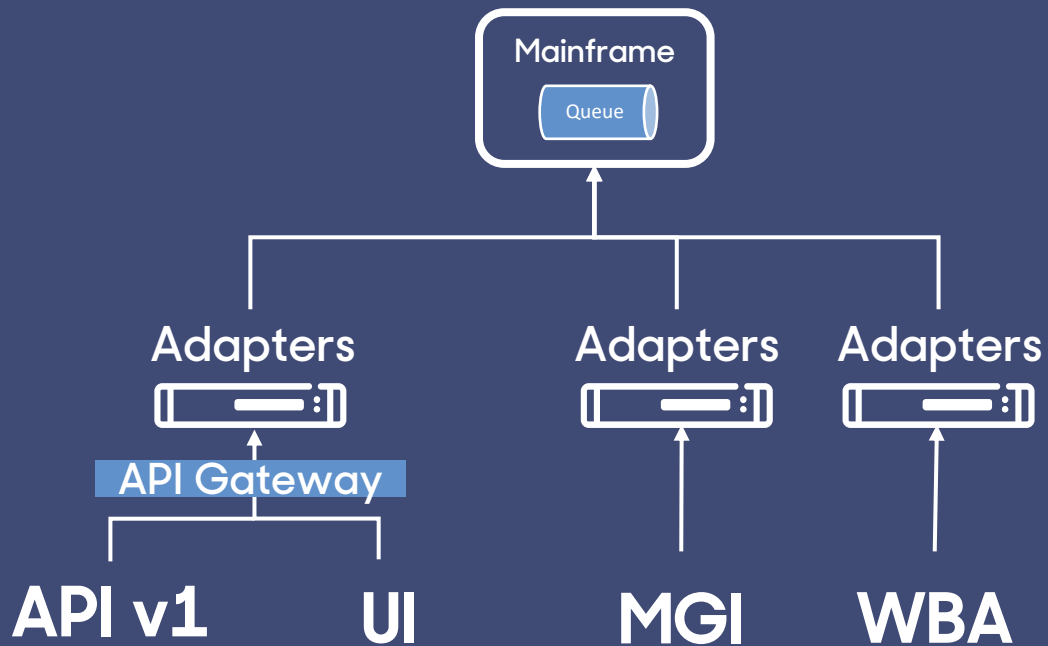 Mainframe
Queue
Adapters
Adapters
Adapters
API Gateway
API v1
UI
MGI
WBA